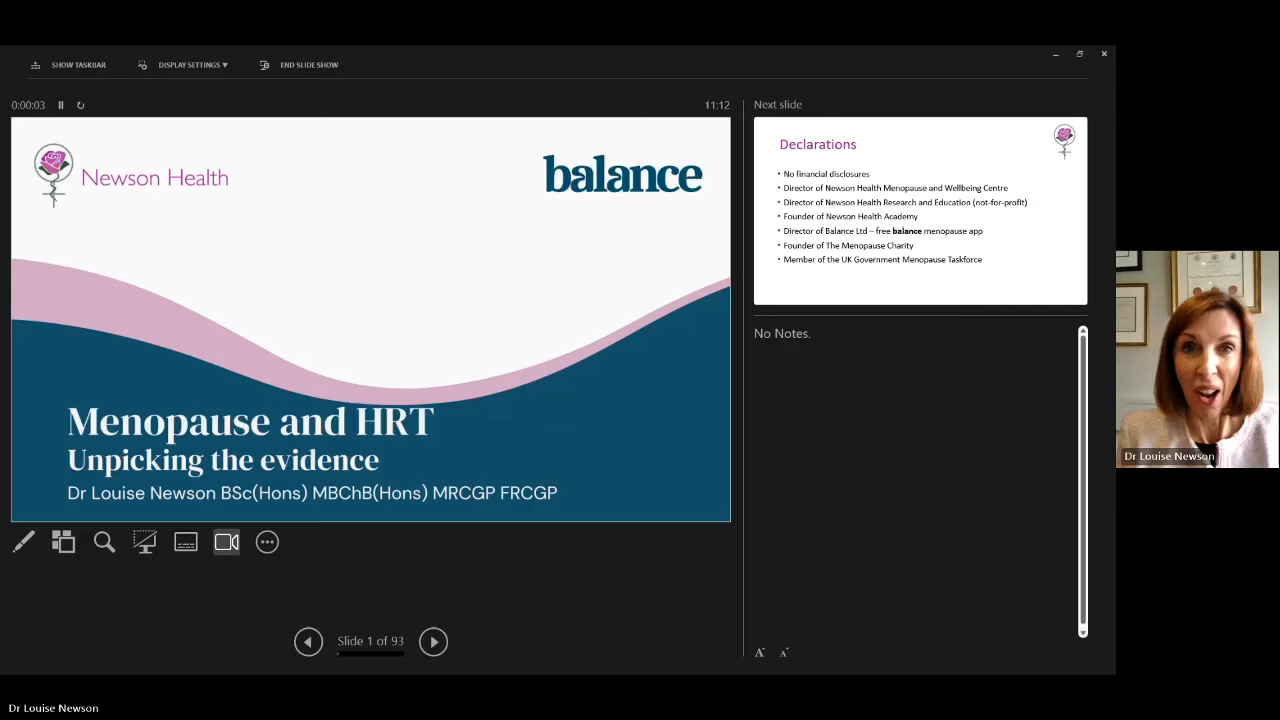 SHOW TASKBAR
DISPLAY SETTINGS ▼
END SLIDE SHOW
0:00:03
11:12
Newson Health
balance
Menopause and HRT
Unpicking the evidence
Dr Louise Newson BSc(Hons) MBChB(Hons) MRCGP FRCGP
Slide 1 of 93
Next slide
Declarations
• No financial disclosures
• Director of Newson Health Menopause and Wellbeing Centre
• Director of Newson Health Research and Education (not-for-profit)
• Founder of Newson Health Academy
• Director of Balance Ltd – free balance menopause app
• Founder of The Menopause Charity
• Member of the UK Government Menopause Taskforce
No Notes.
A A
Dr Louise Newson
Dr Louise Newson